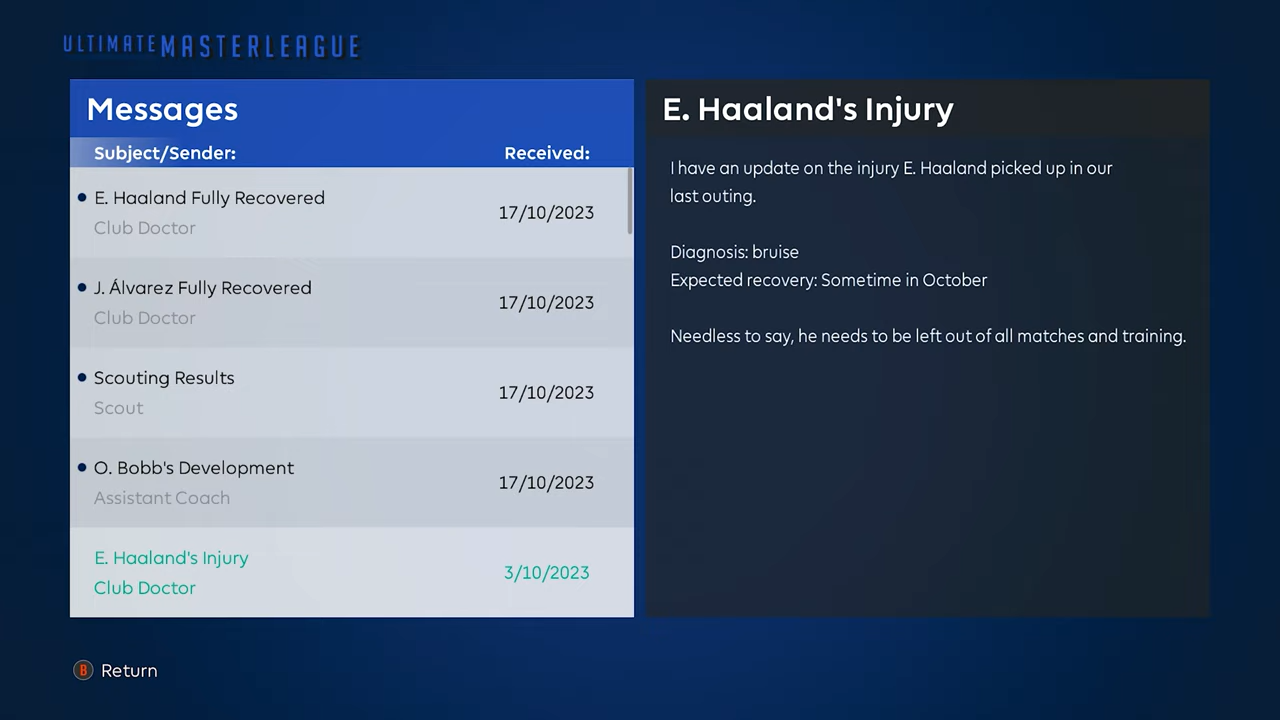 ULTIMATE MASTER LEAGUE
Messages
Subject/Sender: Received:
E. Haaland Fully Recovered
Club Doctor
17/10/2023
J. Álvarez Fully Recovered
Club Doctor
17/10/2023
Scouting Results
Scout
17/10/2023
O. Bobb's Development
Assistant Coach
17/10/2023
E. Haaland's Injury
Club Doctor
3/10/2023
E. Haaland's Injury
I have an update on the injury E. Haaland picked up in our
last outing.
Diagnosis: bruise
Expected recovery: Sometime in October
Needless to say, he needs to be left out of all matches and training.
B Return